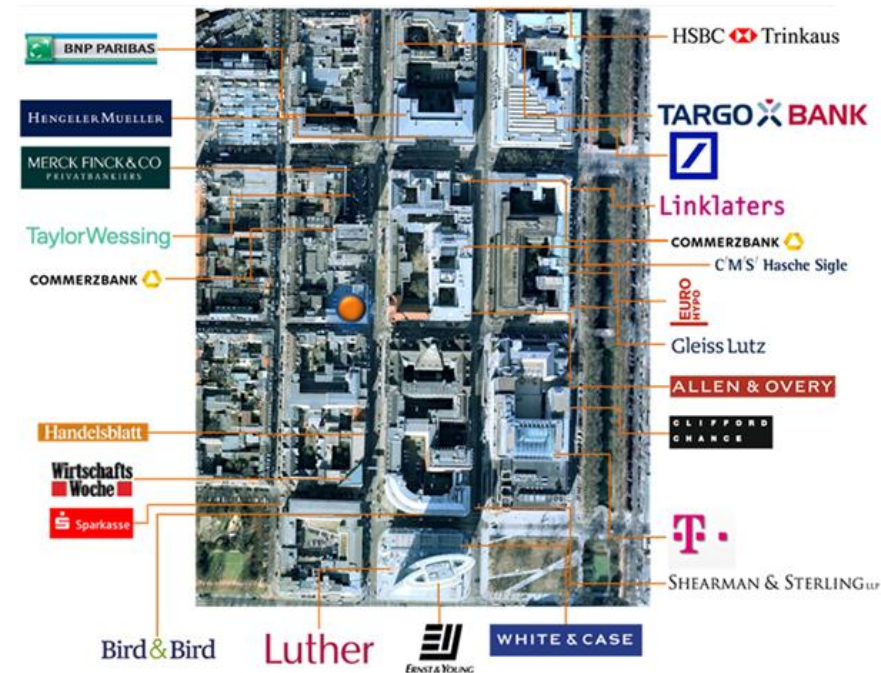 BNP PARIBAS
HENGELER MUELLER
MERCK FINCK & CO
PRIVATBANKIERS
TaylorWessing
COMMERZBANK
Handelsblatt
Wirtschafts
Woche
Sparkasse
Bird & Bird
Luther
ERNST & YOUNG
WHITE & CASE
HSBC Trinkaus
TARGO BANK
Linklaters
COMMERZBANK
C/M/S/ Hasche Sigle
EURO
HYPO
Gleiss Lutz
ALLEN & OVERY
CLIFFORD
CHANCE
T
SHEARMAN & STERLING LLP